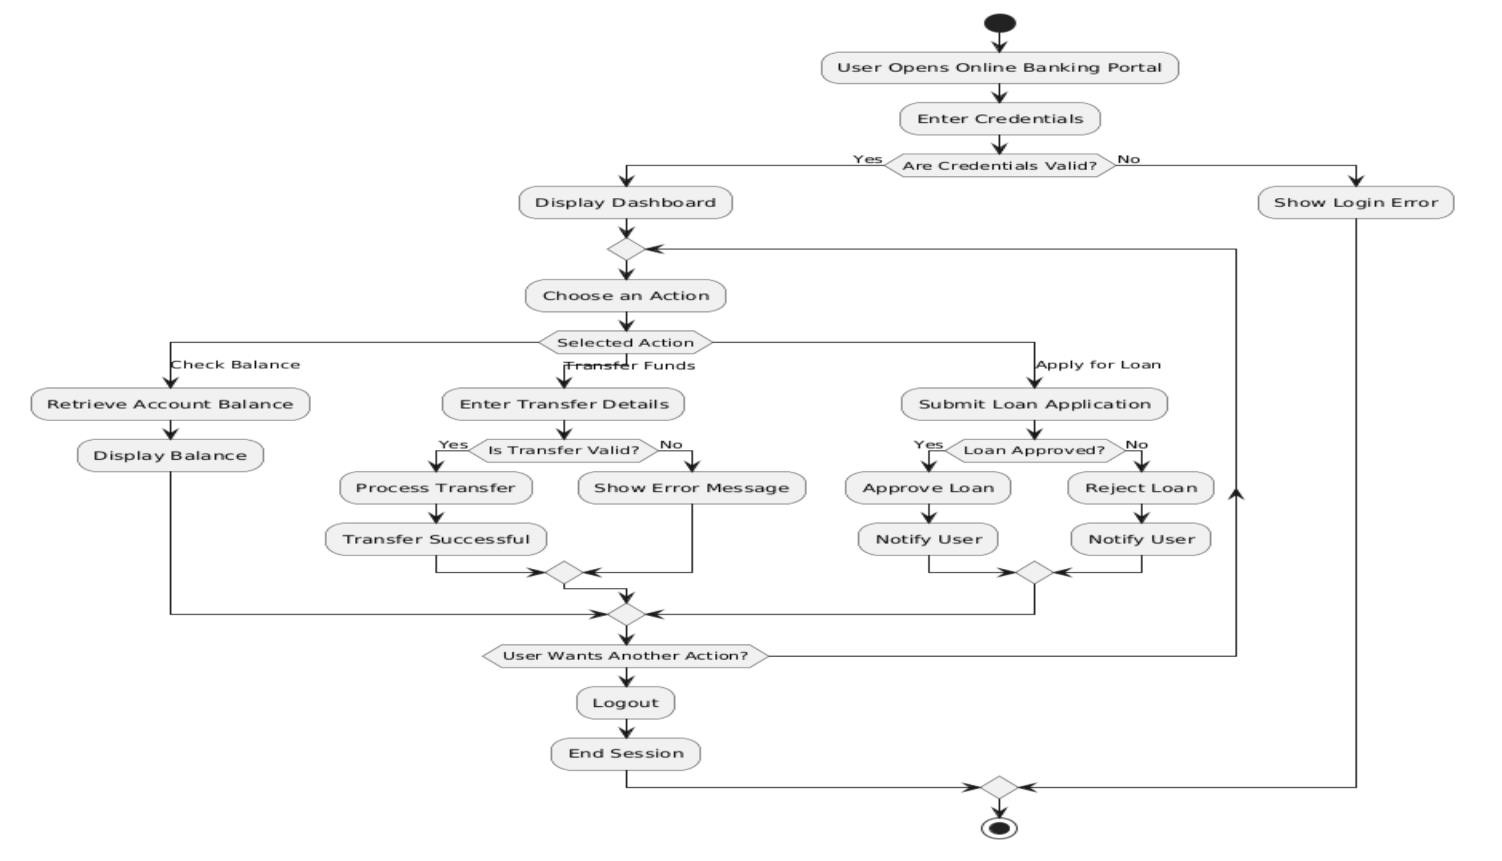 User Opens Online Banking Portal
Enter Credentials
Yes
Are Credentials Valid?
No
Display Dashboard
Show Login Error
Choose an Action
Selected Action
Check Balance
Transfer Funds
Apply for Loan
Retrieve Account Balance
Enter Transfer Details
Submit Loan Application
Display Balance
Yes
Is Transfer Valid?
No
Yes
Loan Approved?
No
Process Transfer
Show Error Message
Approve Loan
Reject Loan
Transfer Successful
Notify User
Notify User
User Wants Another Action?
Logout
End Session